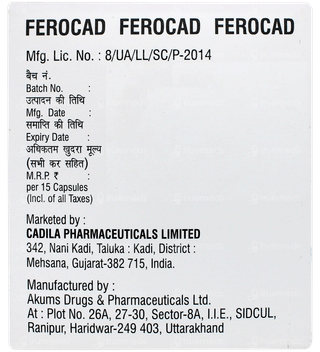 FEROCAD FEROCAD FEROCAD
Mfg. Lic. No. : 8/UA/LL/SC/P-2014
बैच नं.
Batch No. :
उत्पादन की तिथि
Mfg. Date :
समाप्ति की तिथि
Expiry Date :
अधिकतम खुदरा मूल्य
(सभी कर सहित)
M.R.P. ₹ :
per 15 Capsules
(Incl. of all Taxes)
Marketed by :
CADILA PHARMACEUTICALS LIMITED
342, Nani Kadi, Taluka : Kadi, District :
Mehsana, Gujarat-382 715, India.
Manufactured by :
Akums Drugs & Pharmaceuticals Ltd.
At : Plot No. 26A, 27-30, Sector-8A, I.I.E., SIDCUL,
Ranipur, Haridwar-249 403, Uttarakhand